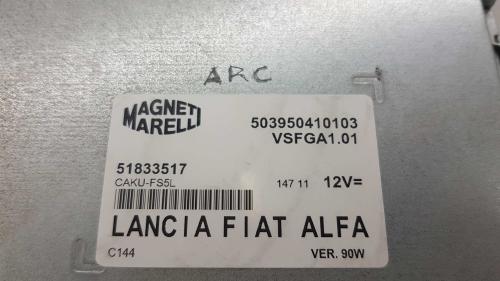 ARC
MAGNETI
MARELLI
503950410103
VSFGA1.01
51833517
CAKU-FS5L
147 11 12V=
LANCIA FIAT ALFA
C144 VER. 90W